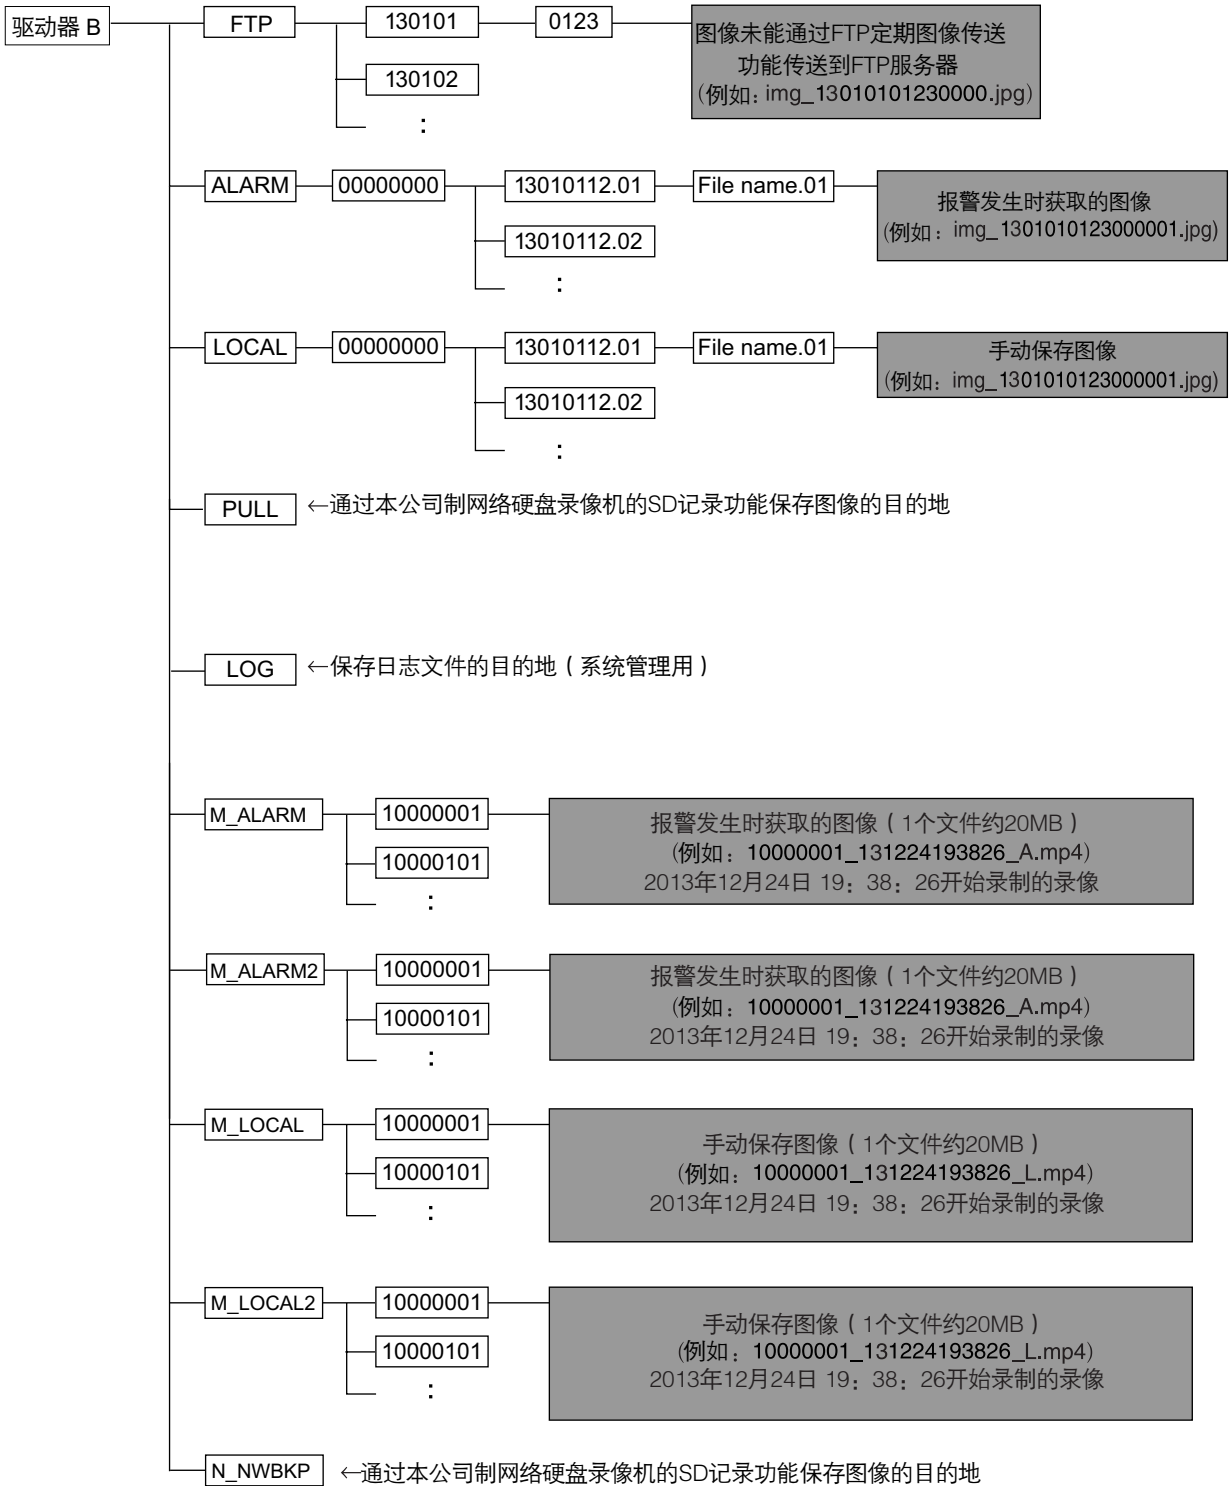 驱动器 B
FTP
130101
0123
图像未能通过FTP定期图像传送
功能传送到FTP服务器
(例如：img_13010101230000.jpg)
130102
：
ALARM
00000000
13010112.01
File name.01
报警发生时获取的图像
(例如：img_1301010123000001.jpg)
13010112.02
：
LOCAL
00000000
13010112.01
File name.01
手动保存图像
(例如：img_1301010123000001.jpg)
13010112.02
：
PULL
←通过本公司制网络硬盘录像机的SD记录功能保存图像的目的地
LOG
←保存日志文件的目的地（系统管理用）
M_ALARM
10000001
报警发生时获取的图像（1个文件约20MB）
(例如：10000001_131224193826_A.mp4)
2013年12月24日 19：38：26开始录制的录像
10000101
：
M_ALARM2
10000001
报警发生时获取的图像（1个文件约20MB）
(例如：10000001_131224193826_A.mp4)
2013年12月24日 19：38：26开始录制的录像
10000101
：
M_LOCAL
10000001
手动保存图像（1个文件约20MB）
(例如：10000001_131224193826_L.mp4)
2013年12月24日 19：38：26开始录制的录像
10000101
：
M_LOCAL2
10000001
手动保存图像（1个文件约20MB）
(例如：10000001_131224193826_L.mp4)
2013年12月24日 19：38：26开始录制的录像
10000101
：
N_NWBKP
←通过本公司制网络硬盘录像机的SD记录功能保存图像的目的地